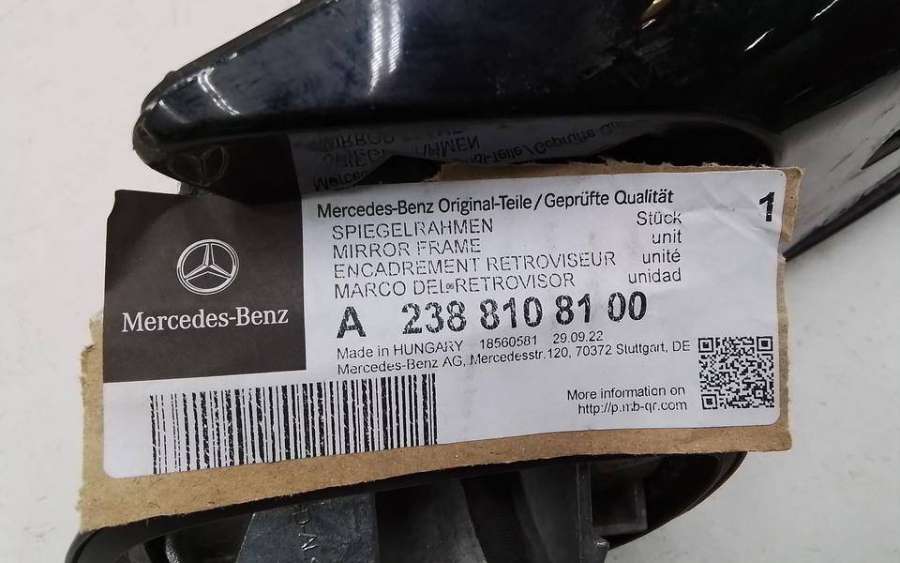 Mercedes-Benz
Mercedes-Benz Original-Teile/Geprüfte Qualität
SPIEGELRAHMEN Stück
MIRROR FRAME unit
ENCADREMENT RETROVISEUR unité
MARCO DEL RETROVISOR unidad
1
A 238 810 81 00
Made in HUNGARY 18560581 29.09.22
Mercedes-Benz AG, Mercedesstr.120, 70372 Stuttgart, DE
More information on
http://p.mb-qr.com